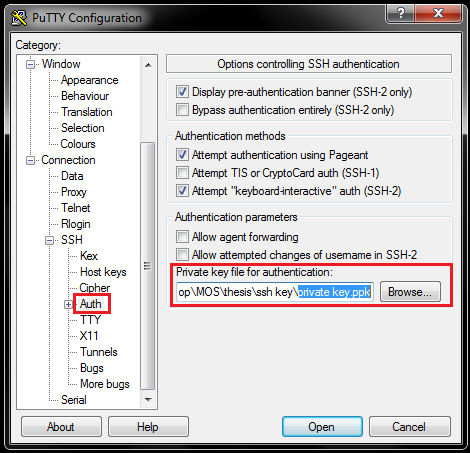 PuTTY Configuration
Category:
Window
Appearance
Behaviour
Translation
Selection
Colours
Connection
Data
Proxy
Telnet
Rlogin
SSH
Kex
Host keys
Cipher
Auth
TTY
X11
Tunnels
Bugs
More bugs
Serial
Options controlling SSH authentication
Display pre-authentication banner (SSH-2 only)
Bypass authentication entirely (SSH-2 only)
Authentication methods
Attempt authentication using Pageant
Attempt TIS or CryptoCard auth (SSH-1)
Attempt "keyboard-interactive" auth (SSH-2)
Authentication parameters
Allow agent forwarding
Allow attempted changes of username in SSH-2
Private key file for authentication:
op\MOS\thesis\ssh key\private key.ppk
Browse...
About
Help
Open
Cancel